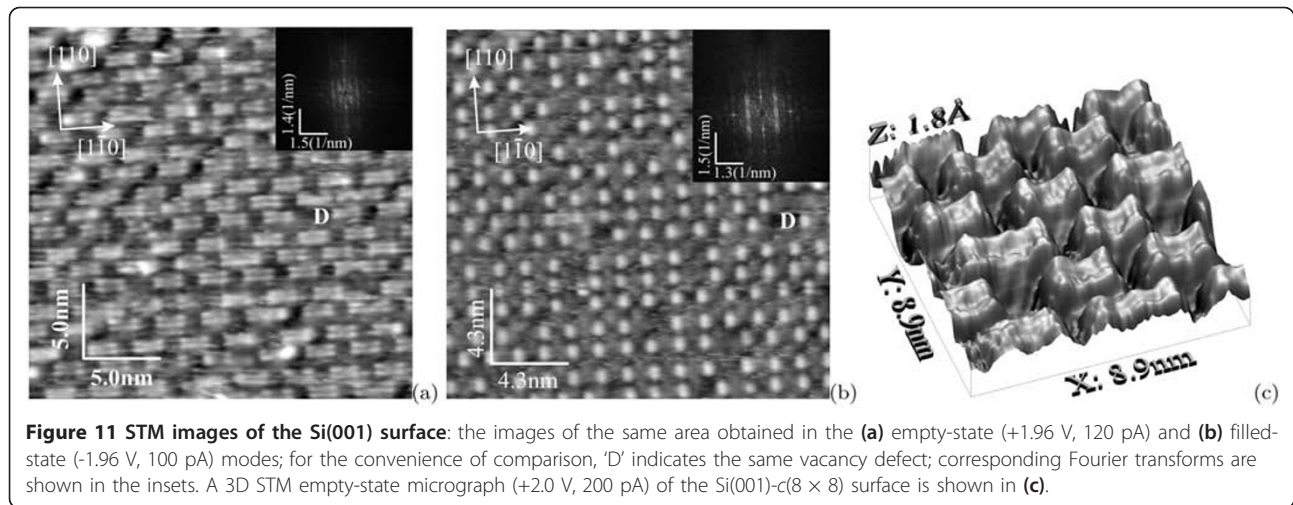 [110]
[11̄0]
1.4(1/nm)
1.5(1/nm)
D
5.0nm
5.0nm
(a)
[110]
[11̄0]
1.5(1/nm)
1.3(1/nm)
D
4.3nm
4.3nm
(b)
Z: 1.8Å
Y: 8.9nm
X: 8.9nm
(c)
Figure 11 STM images of the Si(001) surface: the images of the same area obtained in the (a) empty-state (+1.96 V, 120 pA) and (b) filled-
state (-1.96 V, 100 pA) modes; for the convenience of comparison, ‘D’ indicates the same vacancy defect; corresponding Fourier transforms are
shown in the insets. A 3D STM empty-state micrograph (+2.0 V, 200 pA) of the Si(001)-c(8 × 8) surface is shown in (c).